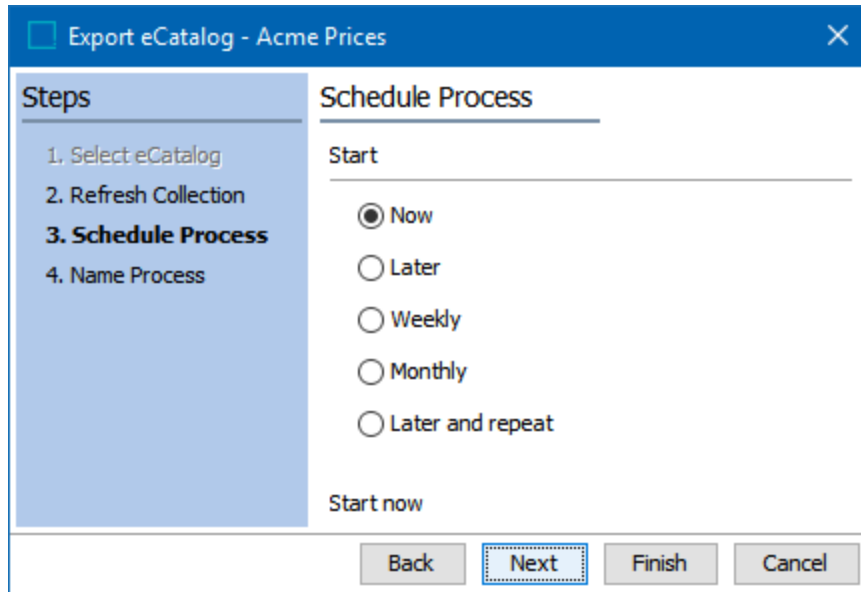 Export eCatalog - Acme Prices
Steps
1. Select eCatalog
2. Refresh Collection
3. Schedule Process
4. Name Process
Schedule Process
Start
Now
Later
Weekly
Monthly
Later and repeat
Start now
Back Next Finish Cancel